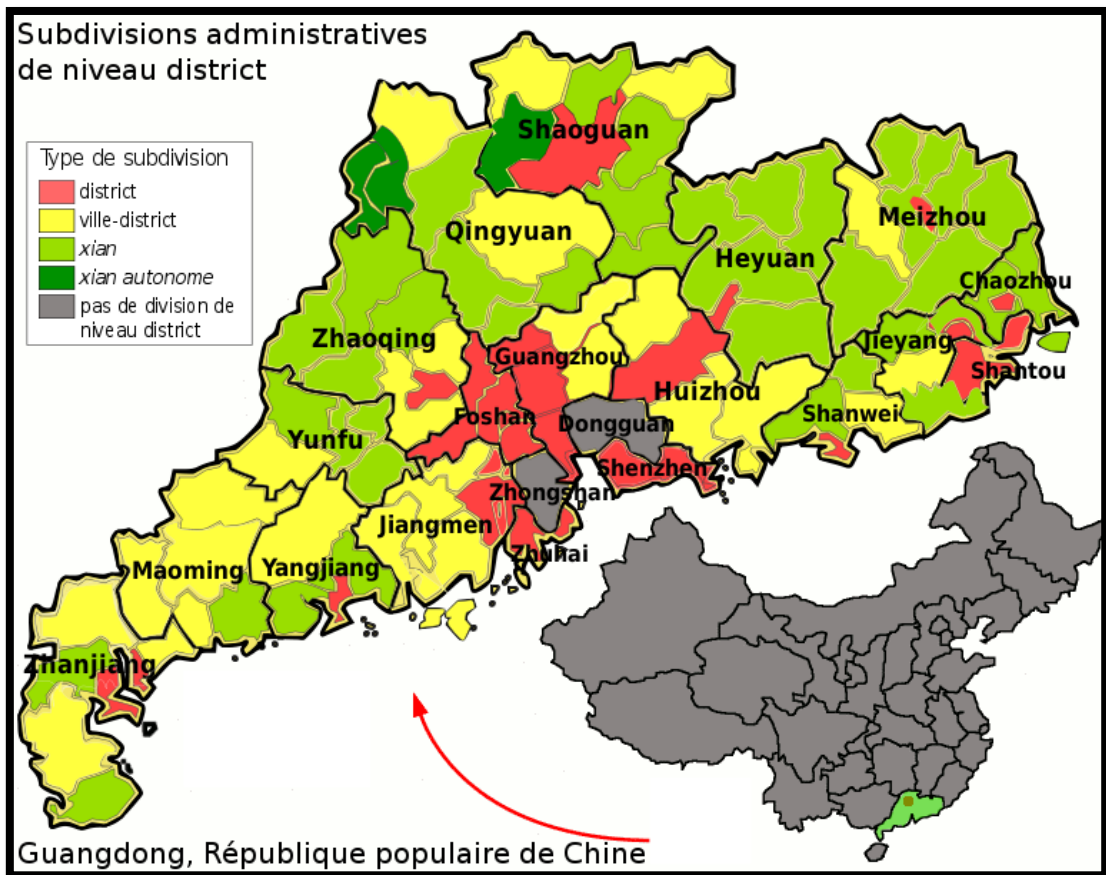 Subdivisions administratives
de niveau district
Type de subdivision
district
ville-district
xian
xian autonome
pas de division de
niveau district
Shaoguan
Qingyuan
Meizhou
Heyuan
Chaozhou
Zhaoqing
Guangzhou
Jieyang
Shantou
Huizhou
Foshan
Dongguan
Shanwei
Yunfu
Shenzhen
Zhongshan
Jiangmen
Zhuhai
Yangjiang
Maoming
Zhanjiang
Guangdong, République populaire de Chine